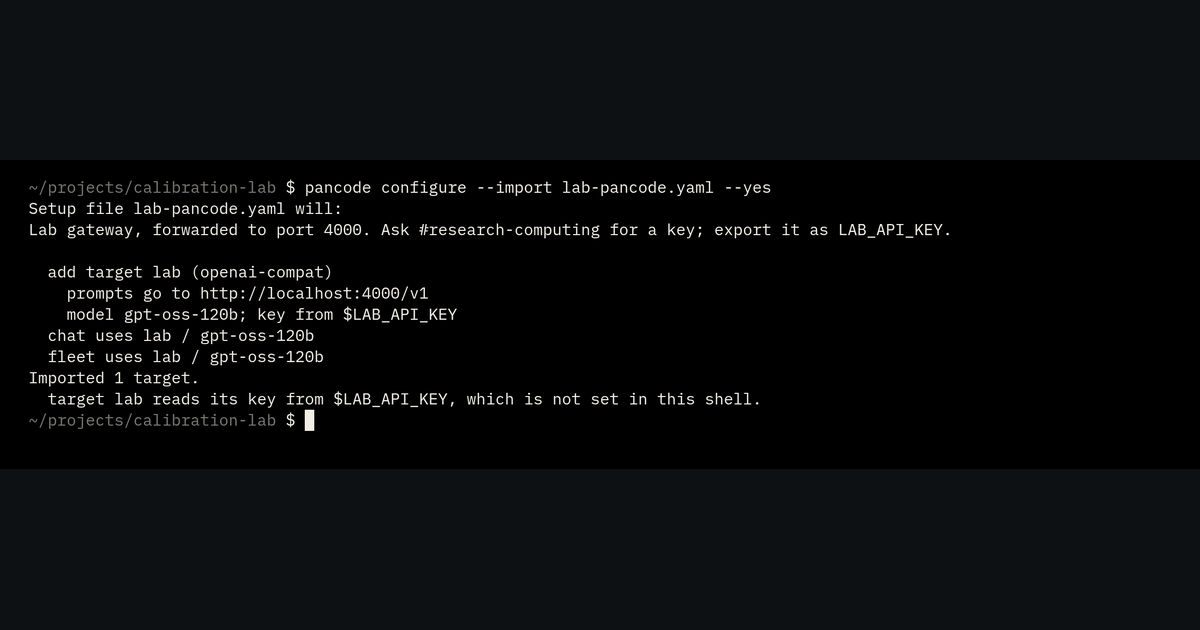 ~/projects/calibration-lab $ pancode configure --import lab-pancode.yaml --yes
Setup file lab-pancode.yaml will:
Lab gateway, forwarded to port 4000. Ask #research-computing for a key; export it as LAB_API_KEY.
add target lab (openai-compat)
prompts go to http://localhost:4000/v1
model gpt-oss-120b; key from $LAB_API_KEY
chat uses lab / gpt-oss-120b
fleet uses lab / gpt-oss-120b
Imported 1 target.
target lab reads its key from $LAB_API_KEY, which is not set in this shell.
~/projects/calibration-lab $